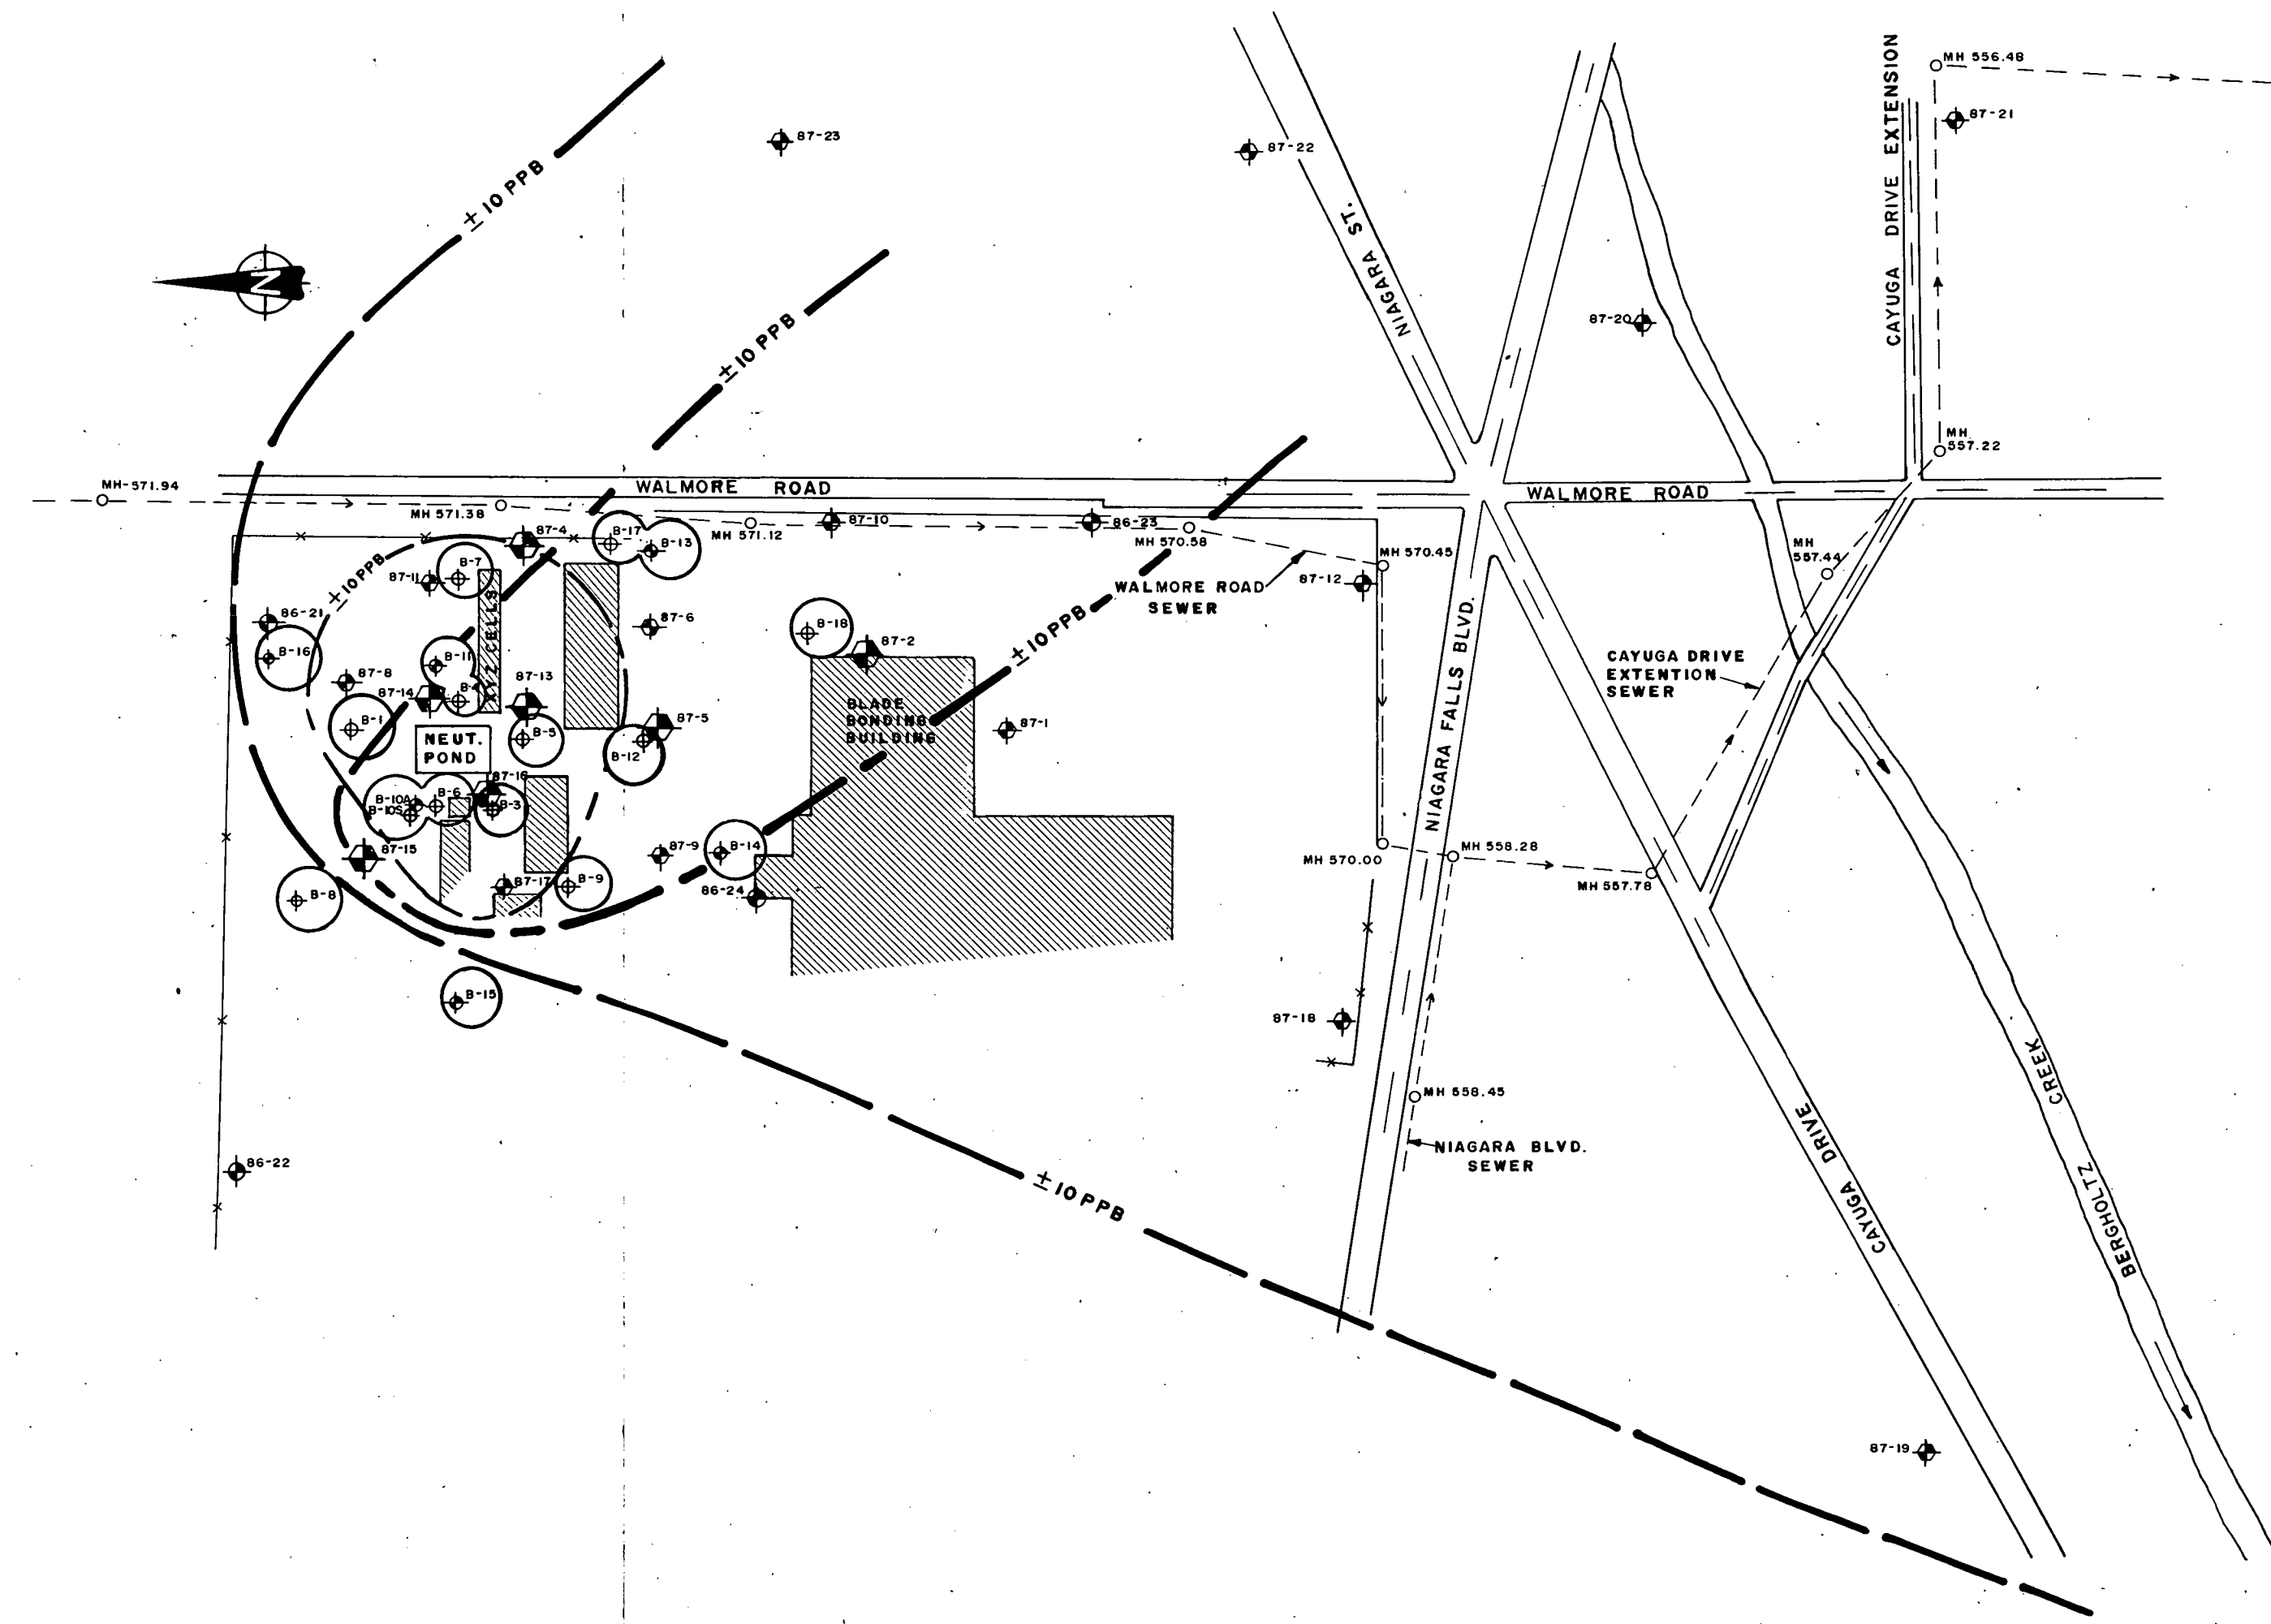 MH 556.48
87-21
CAYUGA DRIVE EXTENSION
87-23
87-22
± 10 PPB
NIAGARA ST.
N
87-20
±10 PPB
MH
557.22
MH-571.94
WALMORE ROAD
WALMORE ROAD
MH 571.38
87-4
B-17
B-13
MH 571.12
87-10
86-23
MH 570.58
MH 570.45
MH
557.44
±10PPB
87-11
B-7
XYZ CELLS
87-12
WALMORE ROAD
SEWER
86-21
87-6
B-18
87-2
±10PPB
B-16
B-11
87-8
87-14
B-4
87-13
CAYUGA DRIVE
EXTENTION
SEWER
NIAGARA FALLS BLVD.
B-1
87-5
BLADE
BONDING
BUILDING
87-1
NEUT.
POND
B-5
B-12
87-16
B-10A
B-10S
B-6
B-3
87-15
87-9
B-14
MH 570.00
MH 558.28
MH 557.78
87-17
B-9
86-24
B-8
B-15
87-18
MH 558.45
NIAGARA BLVD.
SEWER
86-22
±10PPB
CAYUGA DRIVE
BERGHOLTZ CREEK
87-19